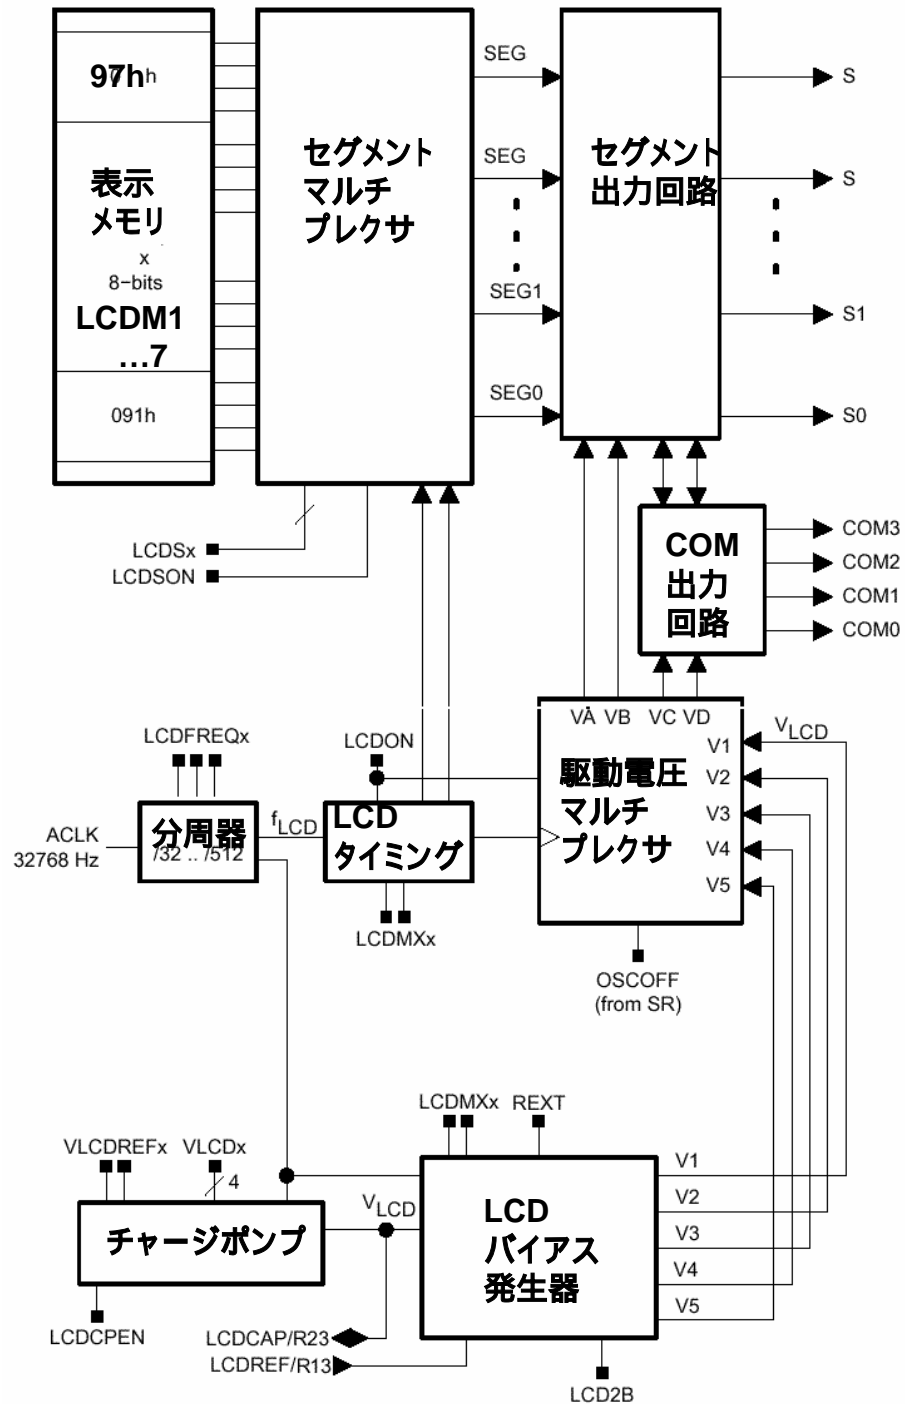 97h
h
表示
メモリ
x
8−bits
LCDM1
…7
091h
セグメント
マルチ
プレクサ
SEG
SEG
SEG1
SEG0
セグメント
出力回路
S
S
S1
S0
LCDSx
LCDSON
COM
出力
回路
COM3
COM2
COM1
COM0
VA VB VC VD
LCDFREQx
LCDON
ACLK
32768 Hz
分周器
/32 .. /512
fLCD
LCD
タイミング
LCDMXx
駆動電圧
マルチ
プレクサ
V1
V2
V3
V4
V5
VLCD
OSCOFF
(from SR)
LCDMXx
REXT
VLCDREFx
VLCDx
4
チャージポンプ
VLCD
LCD
バイアス
発生器
V1
V2
V3
V4
V5
LCDCPEN
LCDCAP/R23
LCDREF/R13
LCD2B